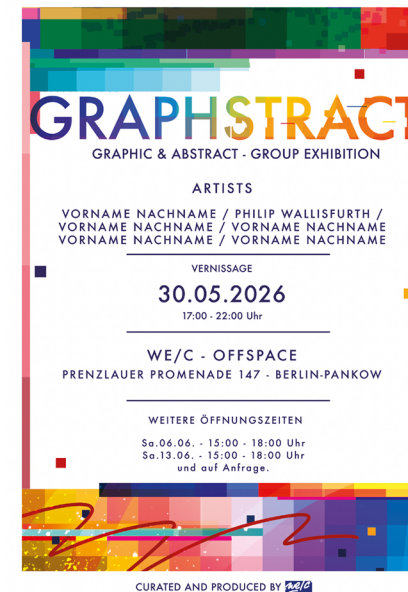 GRAPHSTRACT
GRAPHIC & ABSTRACT - GROUP EXHIBITION
ARTISTS
VORNAME NACHNAME / PHILIP WALLISFURTH /
VORNAME NACHNAME / VORNAME NACHNAME
VORNAME NACHNAME / VORNAME NACHNAME
VERNISSAGE
30.05.2026
17:00 - 22:00 Uhr
WE/C - OFFSPACE
PRENZLAUER PROMENADE 147 - BERLIN-PANKOW
WEITERE ÖFFNUNGSZEITEN
Sa.06.06. - 15:00 - 18:00 Uhr
Sa.13.06. - 15:00 - 18:00 Uhr
und auf Anfrage.
CURATED AND PRODUCED BY we/c